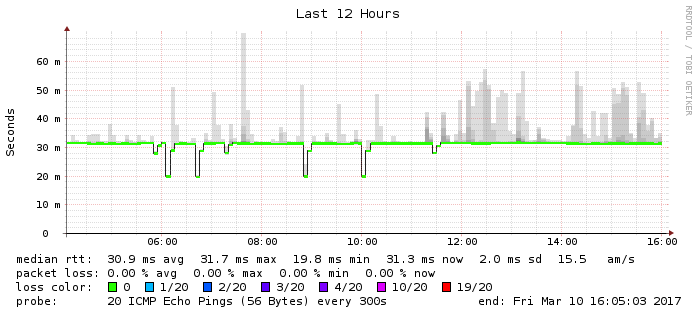 Last 12 Hours
RRDTOOL / TOBI OETIKER
Seconds
60 m
50 m
40 m
30 m
20 m
10 m
0
06:00 08:00 10:00 12:00 14:00 16:00
median rtt: 30.9 ms avg 31.7 ms max 19.8 ms min 31.3 ms now 2.0 ms sd 15.5 am/s
packet loss: 0.00 % avg 0.00 % max 0.00 % min 0.00 % now
loss color: 0 1/20 2/20 3/20 4/20 10/20 19/20
probe: 20 ICMP Echo Pings (56 Bytes) every 300s end: Fri Mar 10 16:05:03 2017